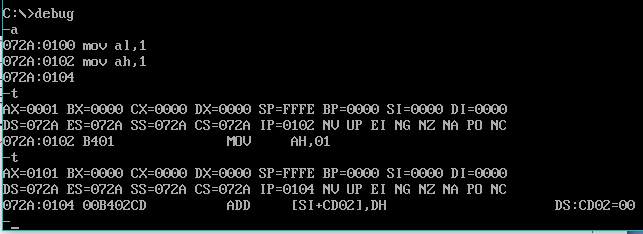 C:\>debug
-a
072A:0100 mov al,1
072A:0102 mov ah,1
072A:0104
-t
AX=0001 BX=0000 CX=0000 DX=0000 SP=FFFE BP=0000 SI=0000 DI=0000
DS=072A ES=072A SS=072A CS=072A IP=0102 NV UP EI NG NZ NA PO NC
072A:0102 B401 MOV AH,01
-t
AX=0101 BX=0000 CX=0000 DX=0000 SP=FFFE BP=0000 SI=0000 DI=0000
DS=072A ES=072A SS=072A CS=072A IP=0104 NV UP EI NG NZ NA PO NC
072A:0104 00B402CD ADD [SI+CD02],DH DS:CD02=00
-_